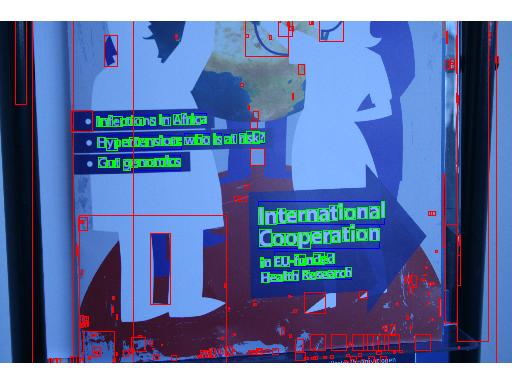 • Infections in Africa
• Hypertension: who is at risk?
• Gut genomics
International
Cooperation
in EU-funded
Health Research